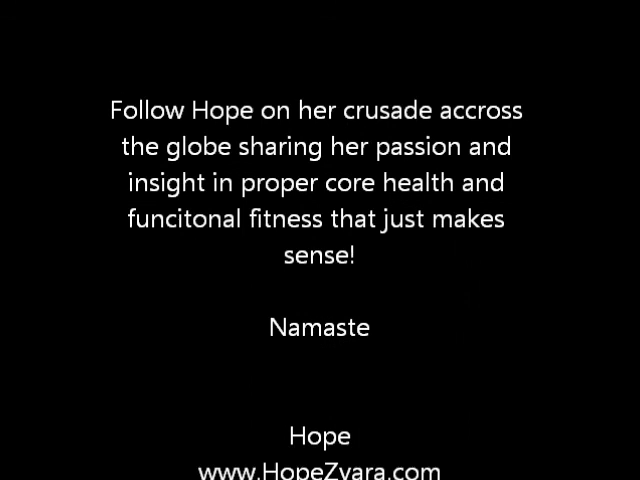 Follow Hope on her crusade accross
the globe sharing her passion and
insight in proper core health and
funcitonal fitness that just makes
sense!
Namaste
Hope
www.HopeZvara.com